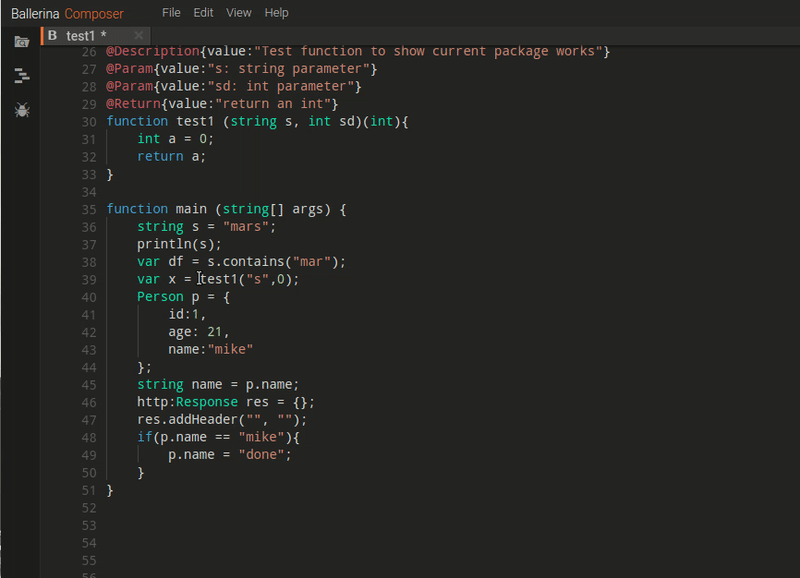 Ballerina Composer File Edit View Help
B test1 * ×
26 @Description{value:"Test function to show current package works"}
27 @Param{value:"s: string parameter"}
28 @Param{value:"sd: int parameter"}
29 @Return{value:"return an int"}
30 function test1 (string s, int sd)(int){
31 int a = 0;
32 return a;
33 }
34
35 function main (string[] args) {
36 string s = "mars";
37 println(s);
38 var df = s.contains("mar");
39 var x = test1("s",0);
40 Person p = {
41 id:1,
42 age: 21,
43 name:"mike"
44 };
45 string name = p.name;
46 http:Response res = {};
47 res.addHeader("", "");
48 if(p.name == "mike"){
49 p.name = "done";
50 }
51 }
52
53
54
55
56